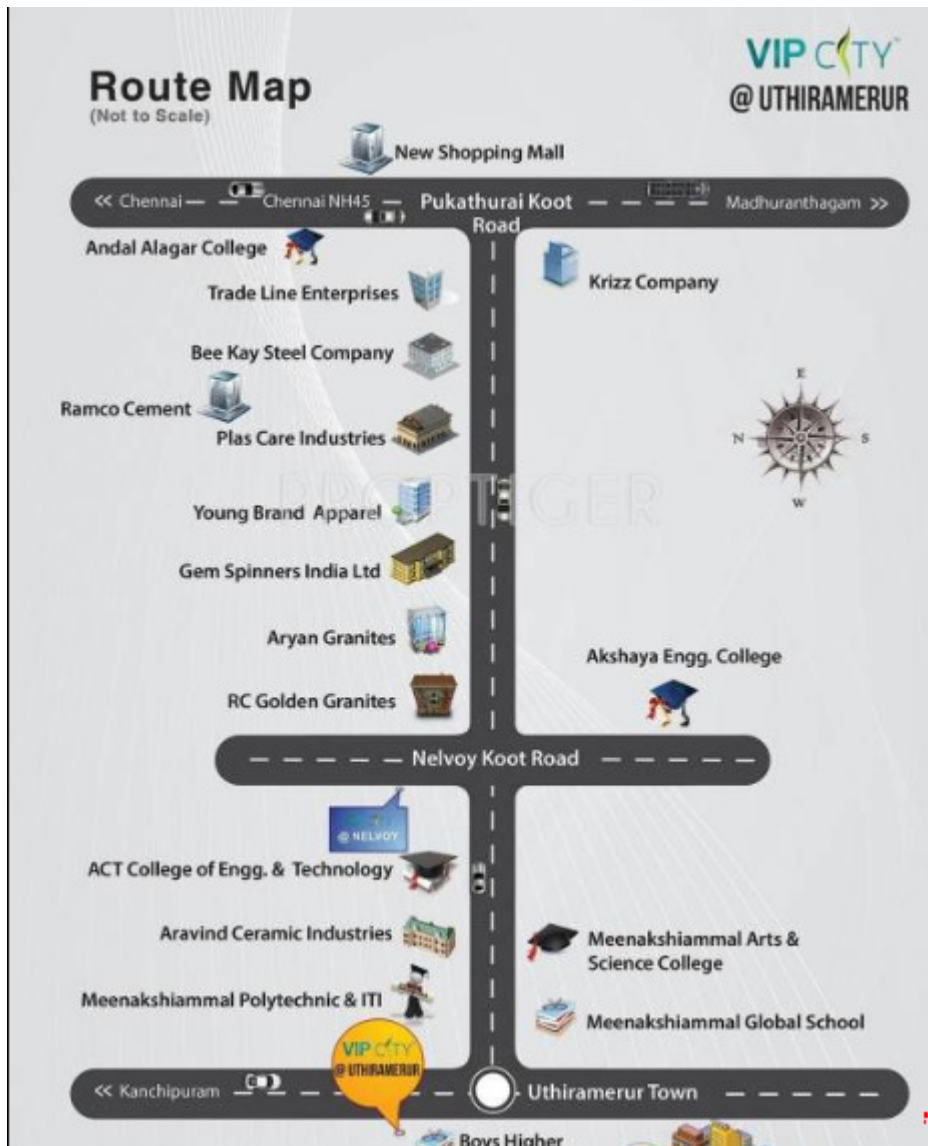 VIP CITY™
@ UTHIRAMERUR
Route Map
(Not to Scale)
New Shopping Mall
<< Chennai
Chennai NH45
Pukathurai Koot
Road
Madhuranthagam >>
Andal Alagar College
Krizz Company
Trade Line Enterprises
Bee Kay Steel Company
E
N
S
W
Ramco Cement
Plas Care Industries
PROPTIGER
Young Brand Apparel
Gem Spinners India Ltd
Aryan Granites
Akshaya Engg. College
RC Golden Granites
Nelvoy Koot Road
@ NELVOY
ACT College of Engg. & Technology
Aravind Ceramic Industries
Meenakshiammal Arts &
Science College
Meenakshiammal Polytechnic & ITI
Meenakshiammal Global School
VIP CITY
@ UTHIRAMERUR
<< Kanchipuram
Uthiramerur Town
Boys Higher